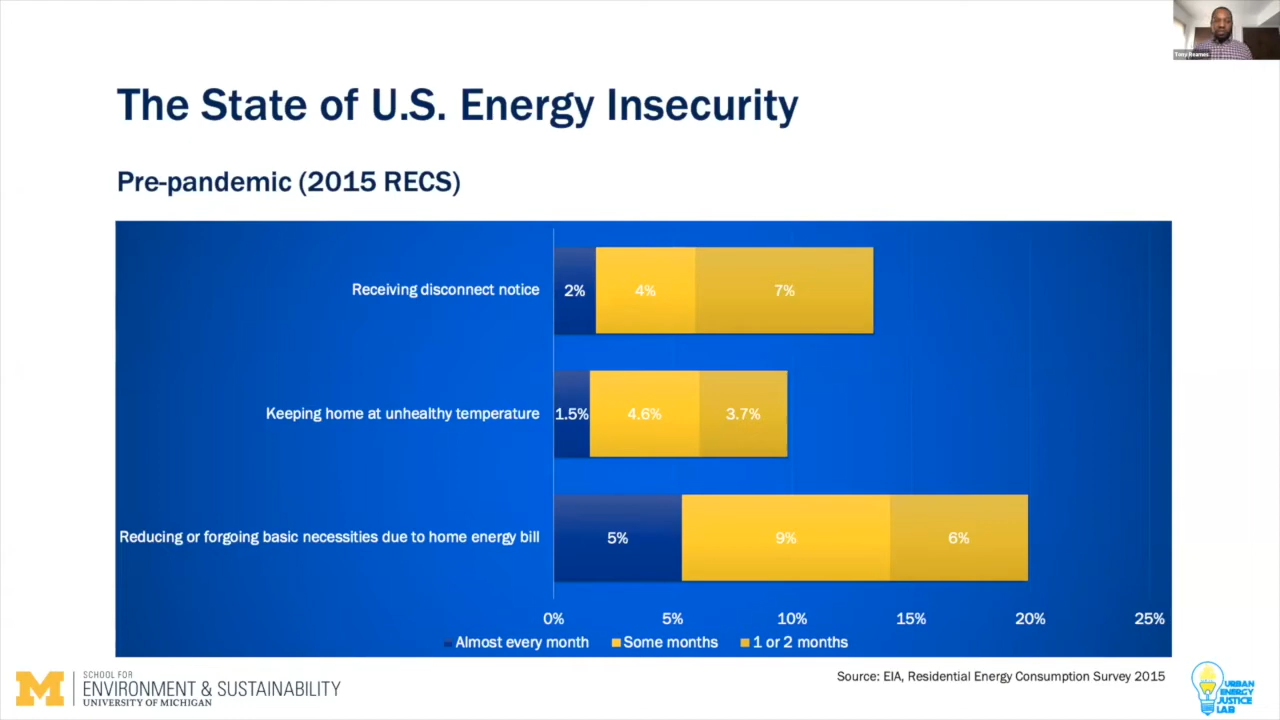 Tony Reames
The State of U.S. Energy Insecurity
Pre-pandemic (2015 RECS)
Receiving disconnect notice
2%
4%
7%
Keeping home at unhealthy temperature
1.5%
4.6%
3.7%
Reducing or forgoing basic necessities due to home energy bill
5%
9%
6%
0%
5%
10%
15%
20%
25%
Almost every month
Some months
1 or 2 months
M
SCHOOL FOR
ENVIRONMENT & SUSTAINABILITY
UNIVERSITY OF MICHIGAN
Source: EIA, Residential Energy Consumption Survey 2015
URBAN
ENERGY
JUSTICE
LAB